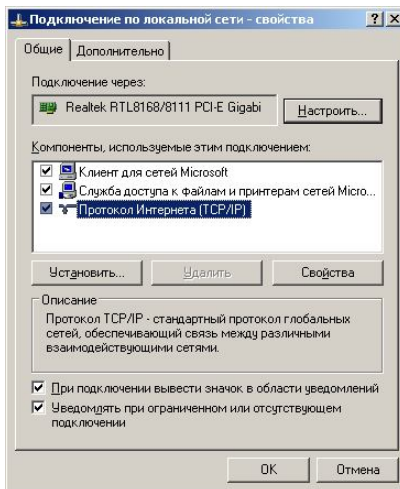 Подключение по локальной сети - свойства
Общие Дополнительно
Подключение через:
Realtek RTL8168/8111 PCI-E Gigabi Настроить...
Компоненты, используемые этим подключением:
Клиент для сетей Microsoft
Служба доступа к файлам и принтерам сетей Micro...
Протокол Интернета (TCP/IP)
Установить... Удалить Свойства
Описание
Протокол TCP/IP - стандартный протокол глобальных
сетей, обеспечивающий связь между различными
взаимодействующими сетями.
При подключении вывести значок в области уведомлений
Уведомлять при ограниченном или отсутствующем
подключении
OK Отмена